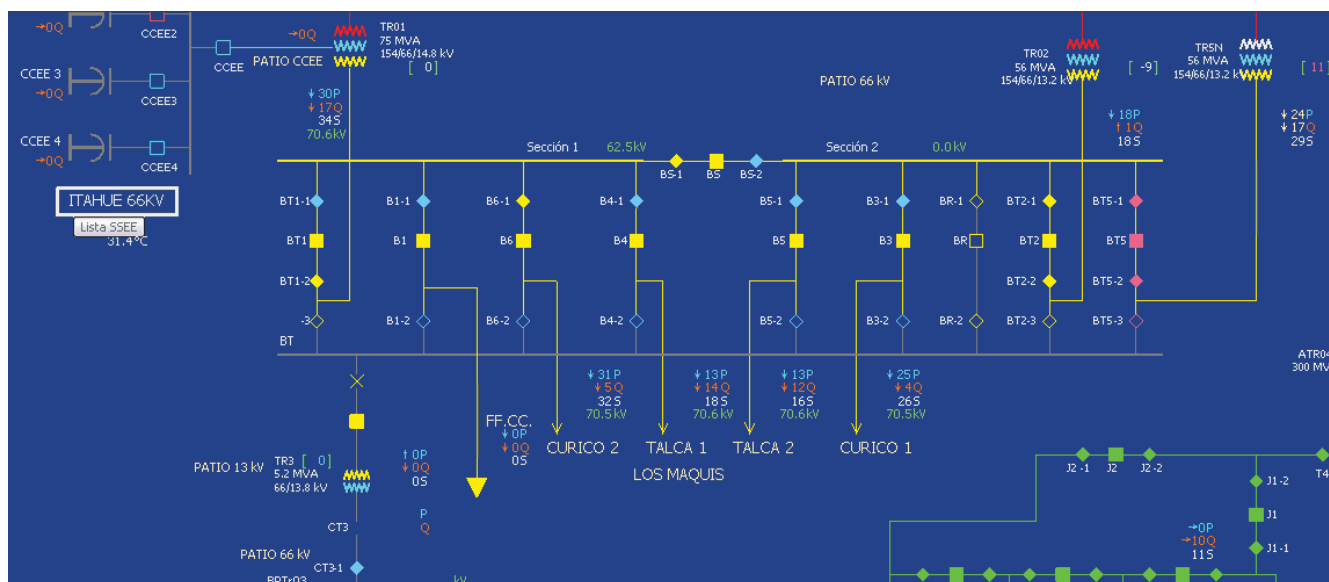 CCEE2
→0Q
CCEE 3
→0Q
CCEE3
CCEE 4
→0Q
CCEE4
CCEE
→0Q
PATIO CCEE
TR01
75 MVA
154/66/14.8 kV
[ 0]
↓30P
↓17Q
34S
70.6kV
ITAHUE 66KV
Lista SSEE
31.4°C
PATIO 66 kV
TR02
56 MVA
154/66/13.2 kV
[ -9]
↓18P
↑1Q
18S
TR5N
56 MVA
154/66/13.2 kV
[ 11]
↓24P
↓17Q
29S
Sección 1 62.5kV
BS-1 BS BS-2
Sección 2 0.0kV
BT1-1 B1-1 B6-1 B4-1 B5-1 B3-1 BR-1 BT2-1 BT5-1
BT1 B1 B6 B4 B5 B3 BR BT2 BT5
BT1-2 BT2-2 BT5-2
-3 B1-2 B6-2 B4-2 B5-2 B3-2 BR-2 BT2-3 BT5-3
BT
ATR04
300 MV
↓31P
↓5Q
32S
70.5kV
↓13P
↓14Q
18S
70.6kV
↓13P
↓12Q
16S
70.6kV
↓25P
↓4Q
26S
70.5kV
FF.CC.
↓0P
↓0Q
0S
CURICO 2 TALCA 1 TALCA 2 CURICO 1
LOS MAQUIS
PATIO 13 kV
TR3 [ 0]
5.2 MVA
66/13.8 kV
↑0P
↓0Q
0S
P
Q
CT3
PATIO 66 kV
CT3-1
BPTr03
kV
J2 -1 J2 J2 -2
J1-2
T4
J1
J1-1
→0P
→10Q
11S